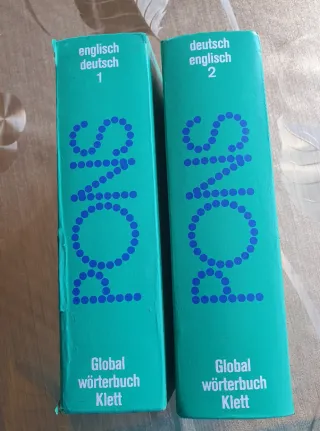 englisch
deutsch
1
PONS
Global
wörterbuch
Klett
deutsch
englisch
2
PONS
Global
wörterbuch
Klett